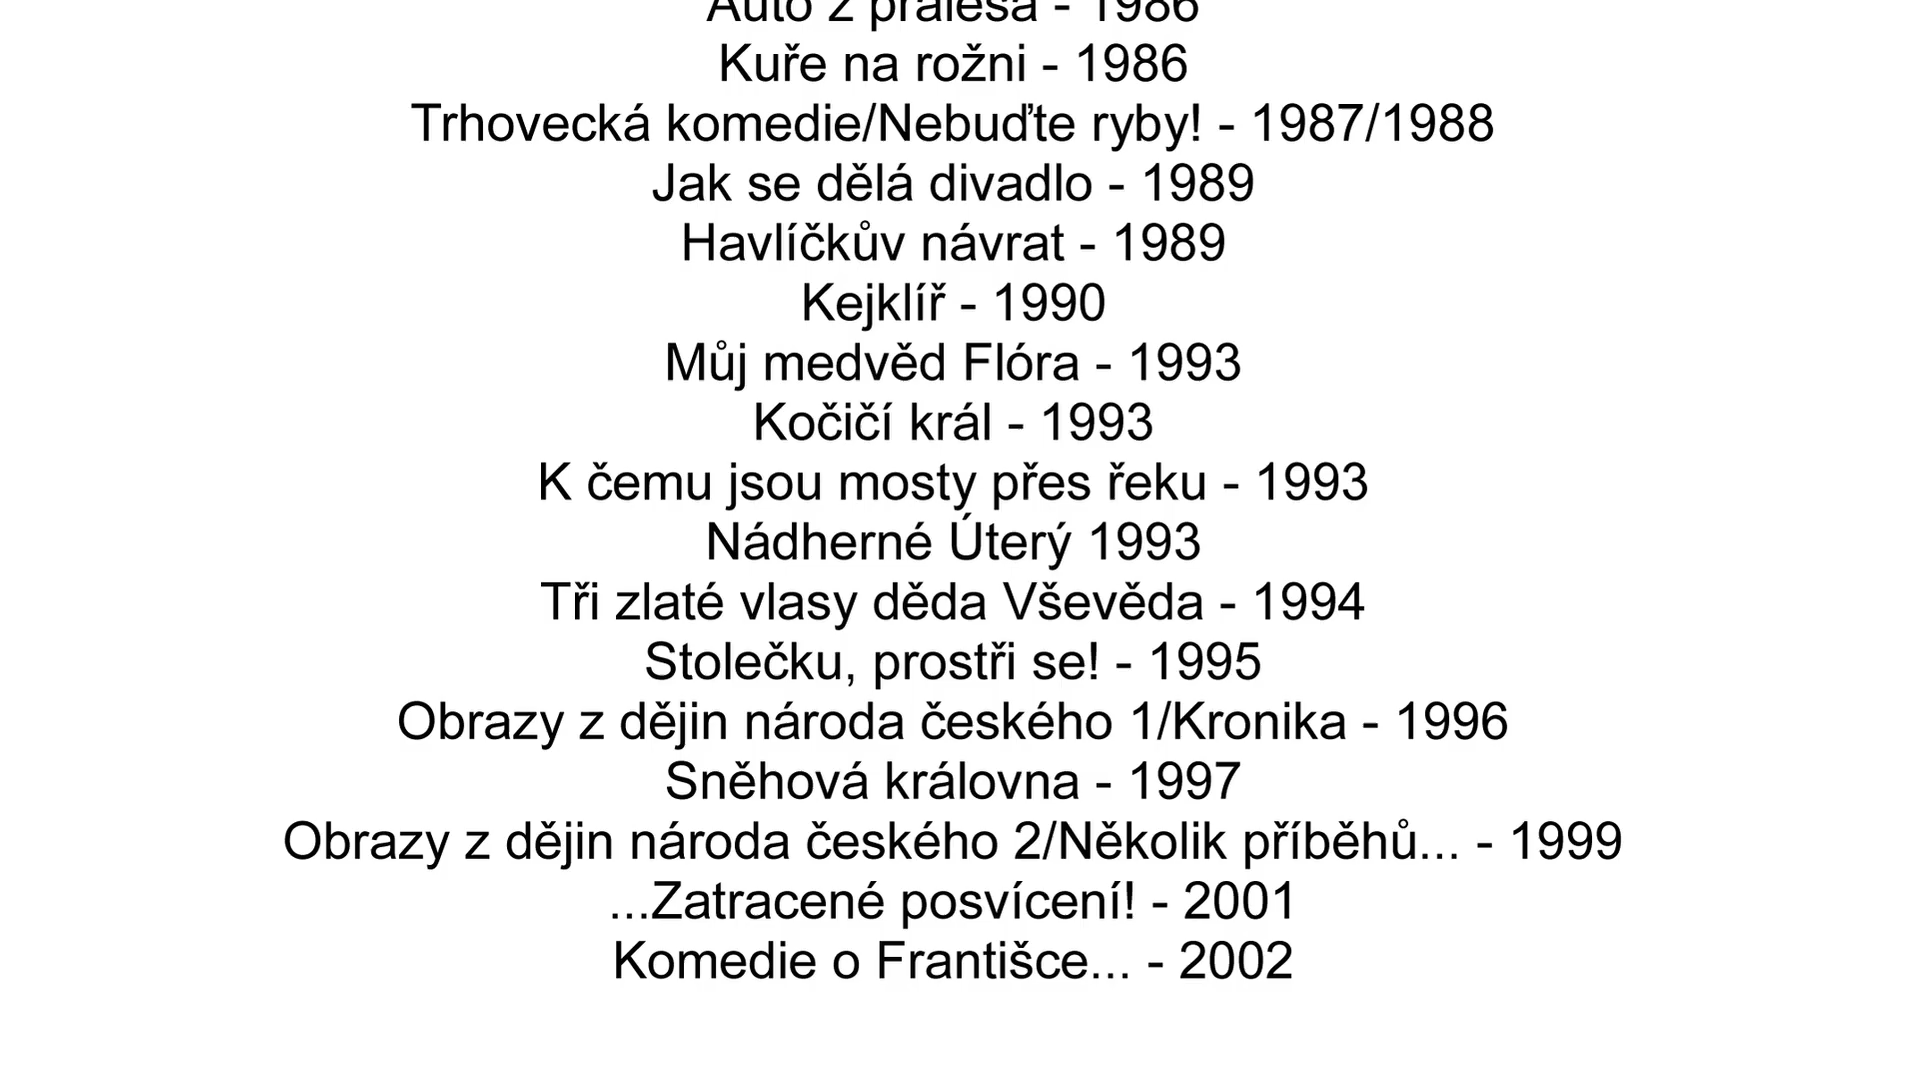 Auto z pralesa - 1986
Kuře na rožni - 1986
Trhovecká komedie/Nebuďte ryby! - 1987/1988
Jak se dělá divadlo - 1989
Havlíčkův návrat - 1989
Kejklíř - 1990
Můj medvěd Flóra - 1993
Kočičí král - 1993
K čemu jsou mosty přes řeku - 1993
Nádherné Úterý 1993
Tři zlaté vlasy děda Vševěda - 1994
Stolečku, prostři se! - 1995
Obrazy z dějin národa českého 1/Kronika - 1996
Sněhová královna - 1997
Obrazy z dějin národa českého 2/Několik příběhů... - 1999
...Zatracené posvícení! - 2001
Komedie o Františce... - 2002